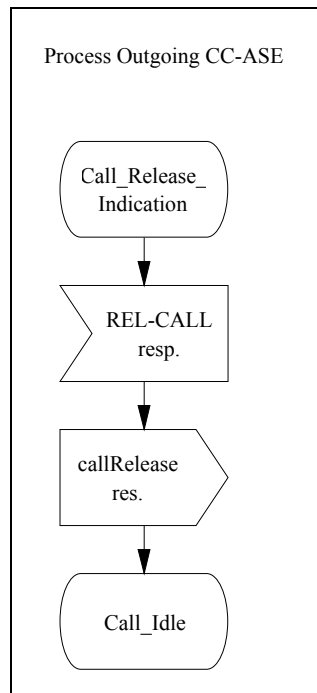 Process Outgoing CC-ASE
Call_Release_
Indication
REL-CALL
resp.
callRelease
res.
Call_Idle